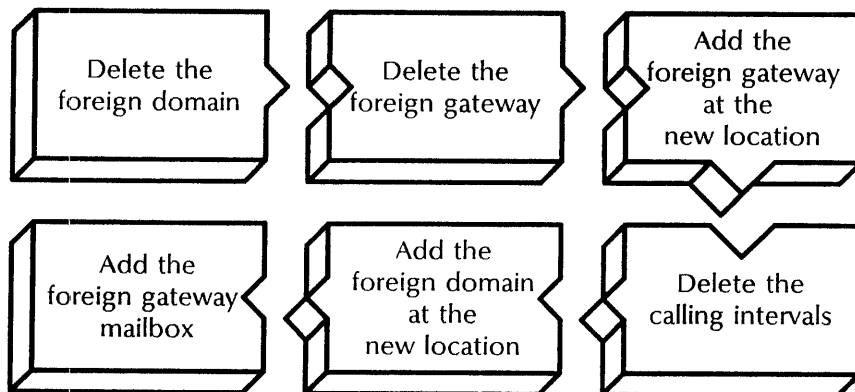 Delete the
foreign domain
Delete the
foreign gateway
Add the
foreign gateway
at the
new location
Add the
foreign gateway
mailbox
Add the
foreign domain
at the
new location
Delete the
calling intervals